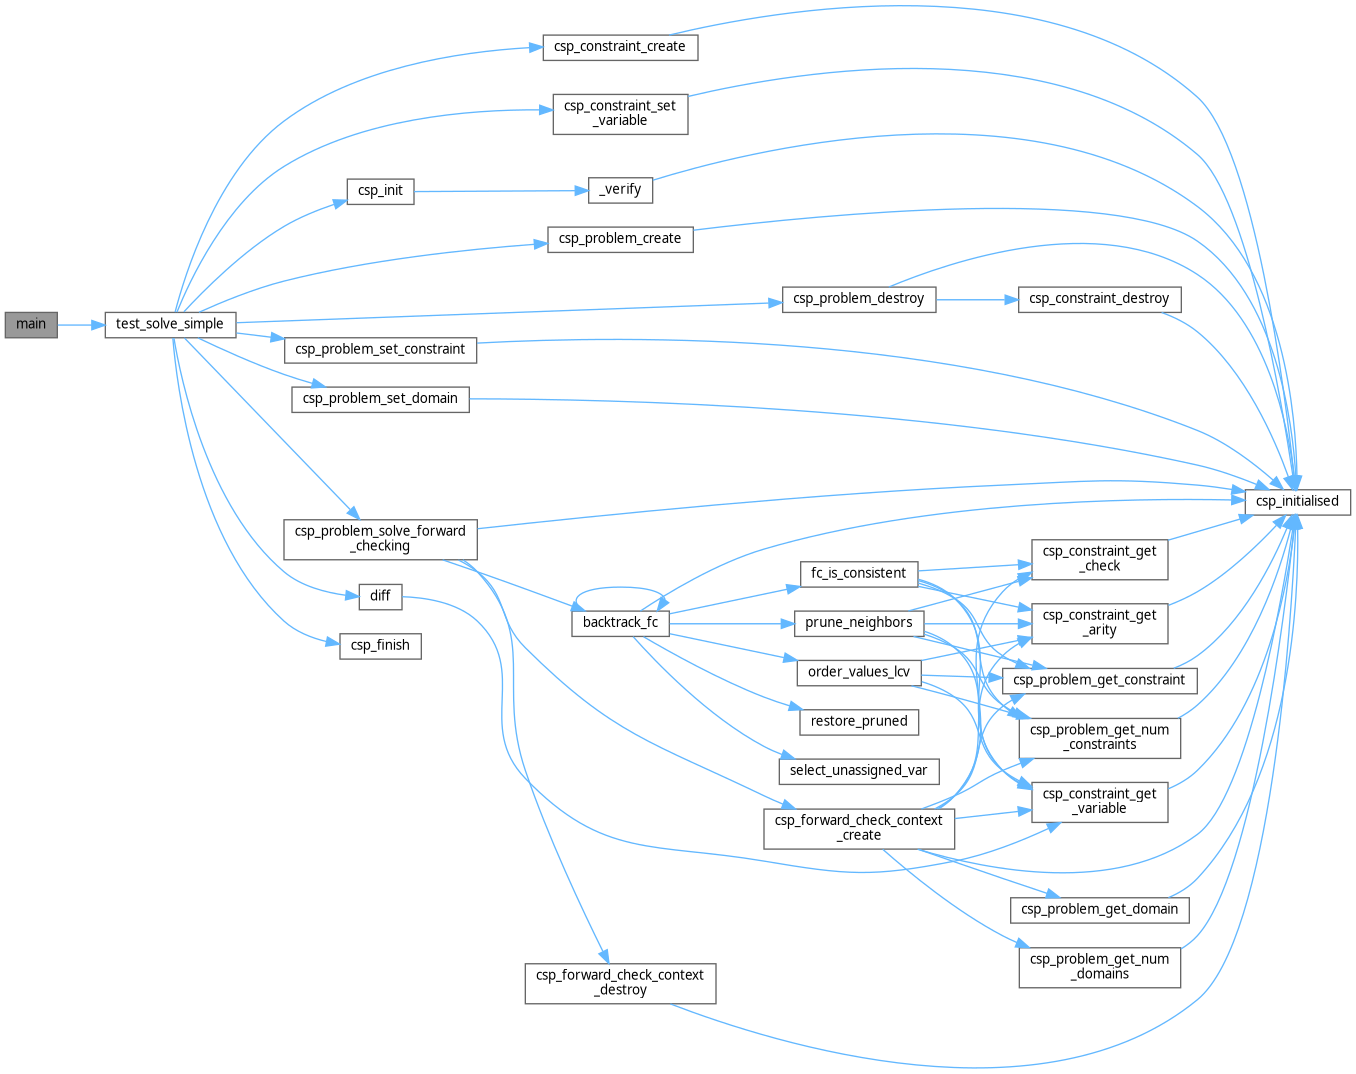 csp_constraint_create
csp_constraint_set
_variable
csp_init
_verify
csp_problem_create
csp_problem_destroy
csp_constraint_destroy
main
test_solve_simple
csp_problem_set_constraint
csp_problem_set_domain
csp_initialised
csp_problem_solve_forward
_checking
csp_constraint_get
_check
fc_is_consistent
diff
backtrack_fc
prune_neighbors
csp_constraint_get
_arity
csp_finish
order_values_lcv
csp_problem_get_constraint
restore_pruned
csp_problem_get_num
_constraints
select_unassigned_var
csp_constraint_get
_variable
csp_forward_check_context
_create
csp_problem_get_domain
csp_problem_get_num
_domains
csp_forward_check_context
_destroy